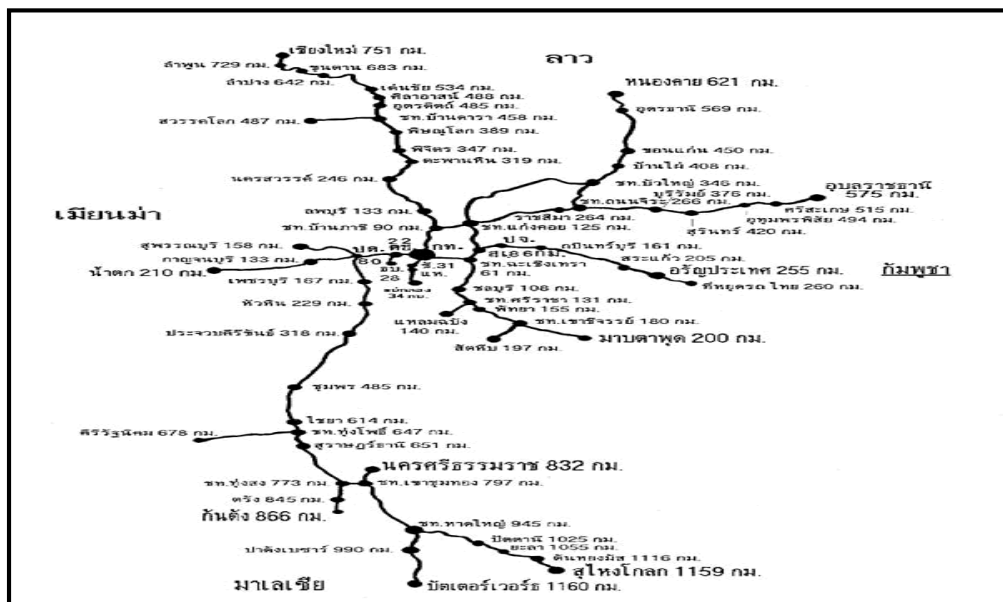 เชียงใหม่ 751 กม.
ลาว
ลำพูน 729 กม.
ขุนตาน 683 กม.
ลำปาง 642 กม.
หนองคาย 621 กม.
เด่นชัย 534 กม.
ศิลาอาสน์ 488 กม.
อุตรดิตถ์ 485 กม.
อุดรธานี 569 กม.
สวรรคโลก 487 กม.
ชท.บ้านดารา 458 กม.
พิษณุโลก 389 กม.
พิจิตร 347 กม.
ขอนแก่น 450 กม.
ตะพานหิน 319 กม.
บ้านไผ่ 408 กม.
นครสวรรค์ 246 กม.
ชท.บัวใหญ่ 346 กม.
บุรีรัมย์ 376 กม.
อุบลราชธานี
575 กม.
เมียนม่า
ลพบุรี 133 กม.
ชท.ถนนจิระ 266 กม.
ศรีสะเกษ 515 กม.
ราชสีมา 264 กม.
อุทุมพรพิสัย 494 กม.
ชท.บ้านภาชี 90 กม.
ชท.แก่งคอย 125 กม.
สุรินทร์ 420 กม.
สุพรรณบุรี 158 กม.
22
กท.
ปจ.
กบินทร์บุรี 161 กม.
กาญจนบุรี 133 กม.
80
ชท.ฉะเชิงเทรา
61 กม.
สระแก้ว 205 กม.
น้ำตก 210 กม.
28
31
34 กม.
อรัญประเทศ 255 กม.
กัมพูชา
เพชรบุรี 167 กม.
ชลบุรี 108 กม.
ที่หยุดรถ ไทย 260 กม.
หัวหิน 229 กม.
ชท.ศรีราชา 131 กม.
พัทยา 155 กม.
แหลมฉบัง
140 กม.
ชท.เขาชีจรรย์ 180 กม.
ประจวบคีรีขันธ์ 318 กม.
สัตหีบ 197 กม.
มาบตาพุด 200 กม.
ชุมพร 485 กม.
ไชยา 614 กม.
คีรีรัฐนิคม 678 กม.
ชท.ทุ่งโพธิ์ 647 กม.
สุราษฎร์ธานี 651 กม.
นครศรีธรรมราช 832 กม.
ชท.ทุ่งสง 773 กม.
ชท.เขาชุมทอง 797 กม.
ตรัง 845 กม.
กันตัง 866 กม.
ชท.หาดใหญ่ 945 กม.
ปัตตานี 1025 กม.
ปาดังเบซาร์ 990 กม.
ยะลา 1055 กม.
ตันหยงมัส 1116 กม.
สุไหงโกลก 1159 กม.
มาเลเซีย
บัตเตอร์เวอร์ธ 1160 กม.